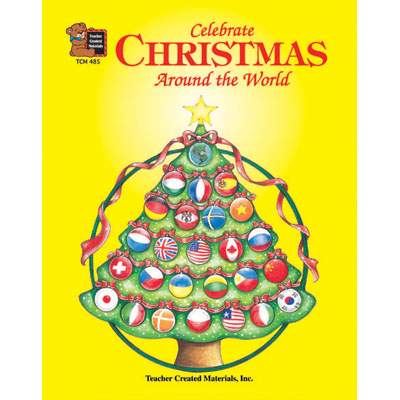 Teacher
Created
Materials
TCM 485
Celebrate
CHRISTMAS
Around the World
Teacher Created Materials, Inc.